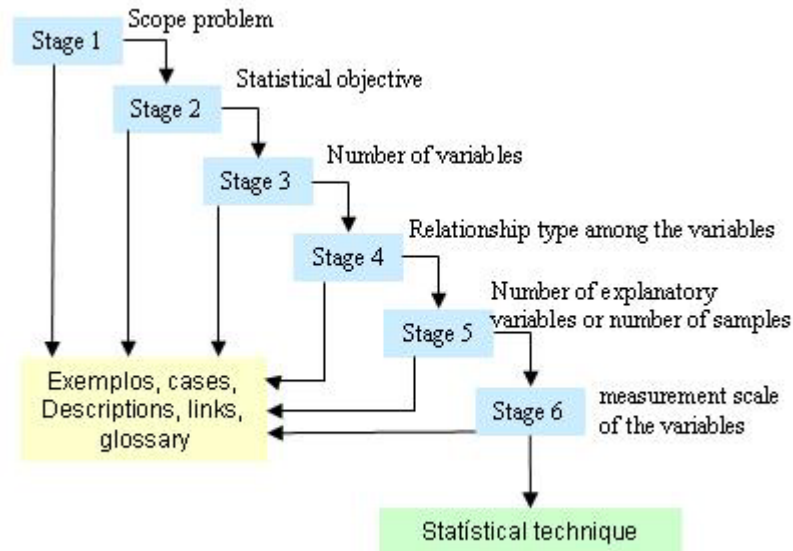 Scope problem
Stage 1
Statistical objective
Stage 2
Number of variables
Stage 3
Relationship type among the variables
Stage 4
Number of explanatory
variables or number of samples
Stage 5
Exemplos, cases,
Descriptions, links,
glossary
measurement scale
of the variables
Stage 6
Statístical technique